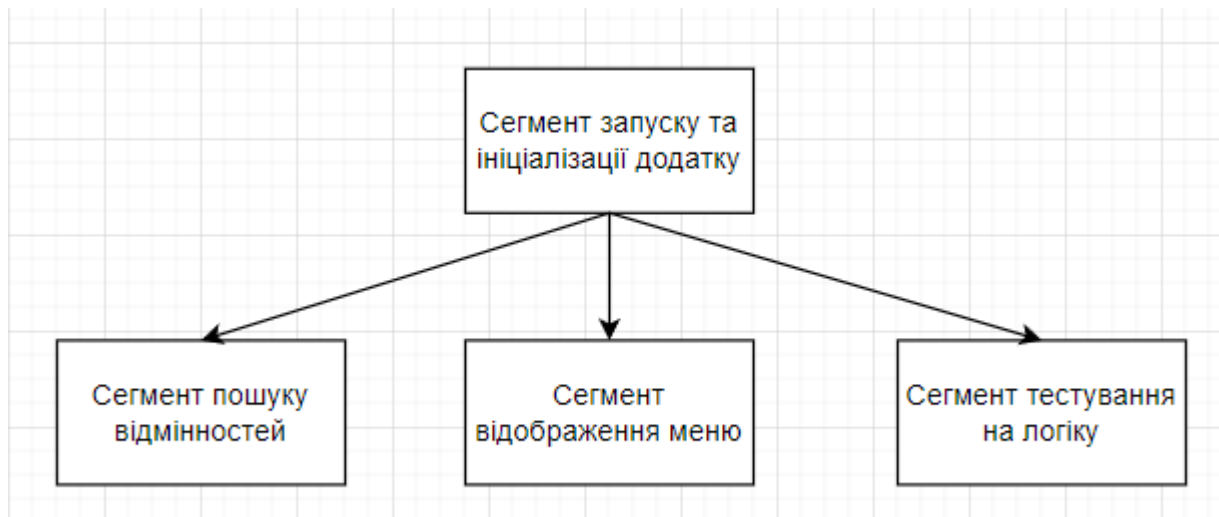 Сегмент запуску та
ініціалізації додатку
Сегмент пошуку
відмінностей
Сегмент
відображення меню
Сегмент тестування
на логіку